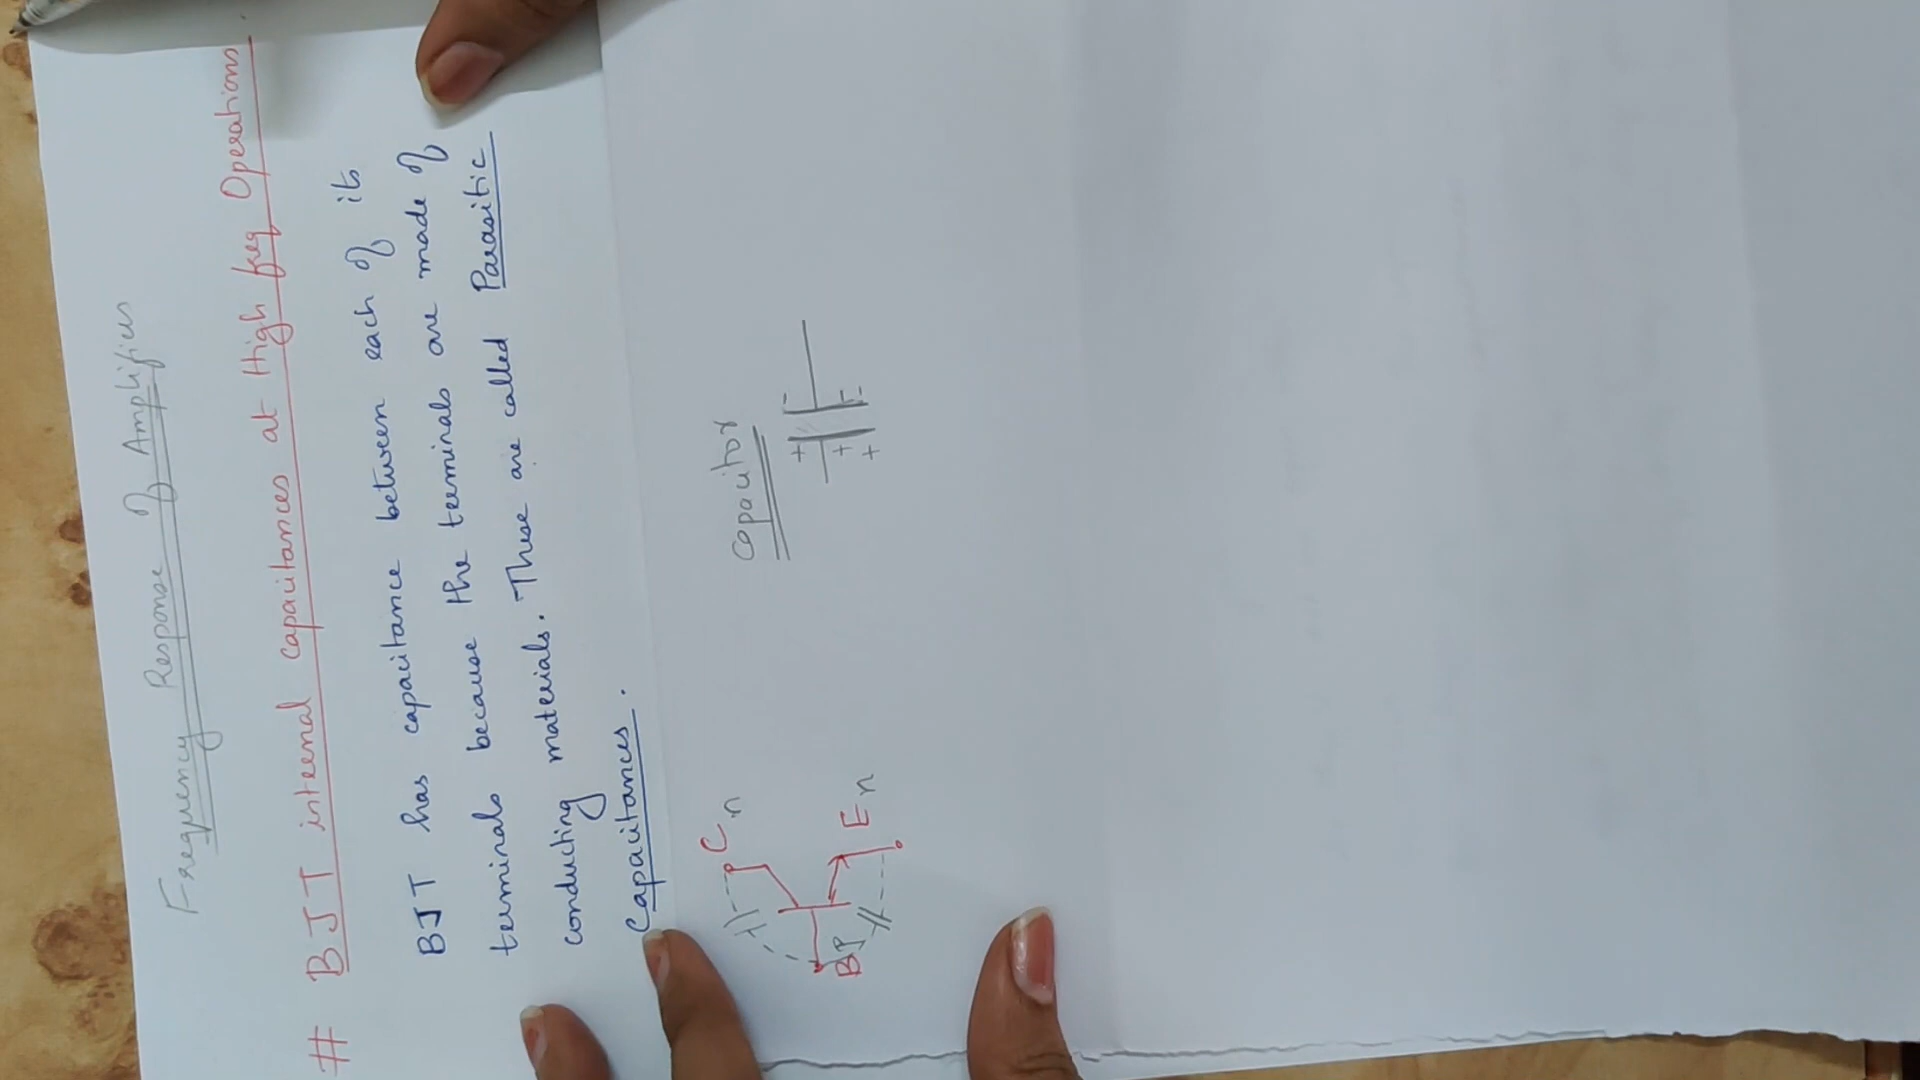 Frequency Response of Amplifiers
# BJT internal capacitances at High freq Operations.
BJT has capacitance between each of its
terminals because the terminals are made of
conducting materials. These are called Parasitic
Capacitances.
Capacitor
C n
B P
E n
+ -
+ -
+ -